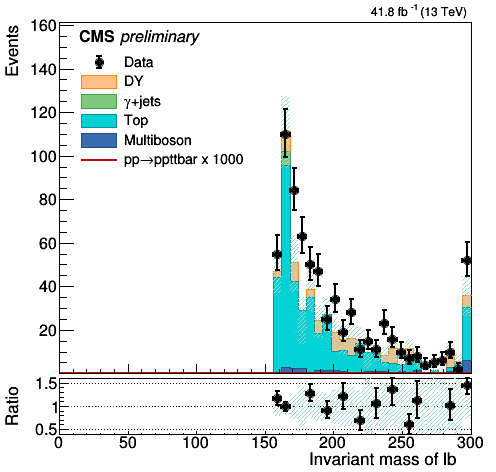 41.8 fb⁻¹ (13 TeV)
CMS preliminary
Data
DY
γ+jets
Top
Multiboson
pp→ppttbar x 1000
Events
160
140
120
100
80
60
40
20
Ratio
1.5
1
0.5
0 50 100 150 200 250 300
Invariant mass of lb